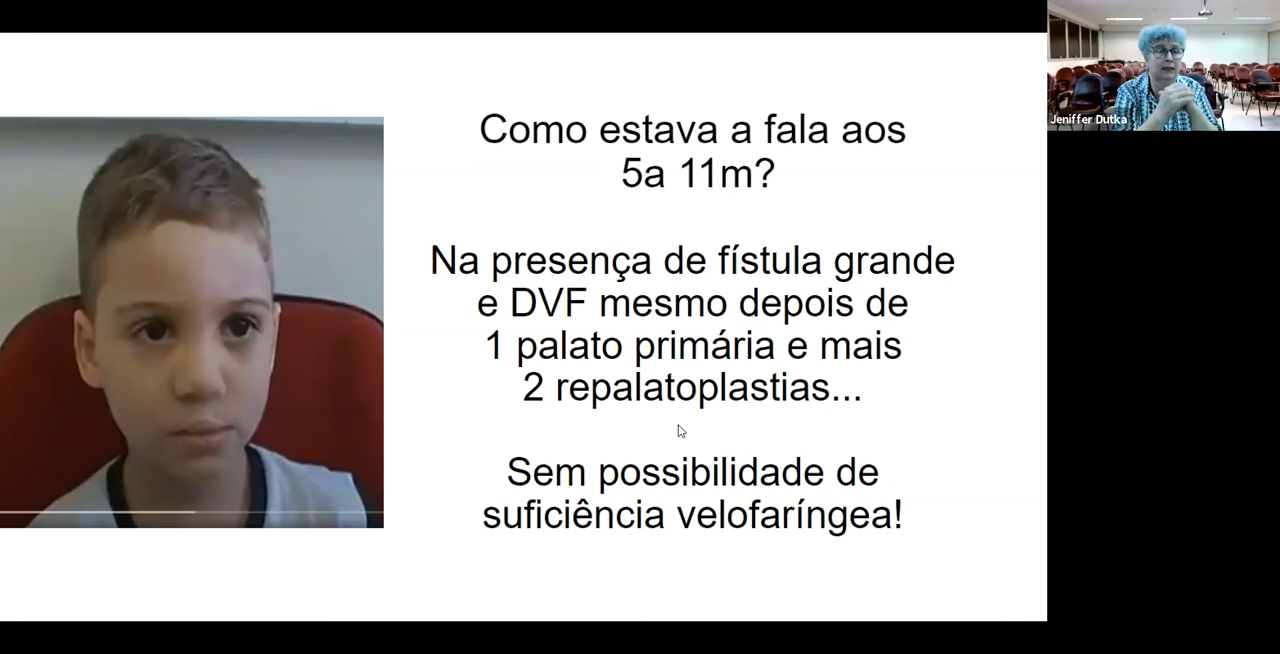 Como estava a fala aos
5a 11m?
Na presença de fístula grande
e DVF mesmo depois de
1 palato primária e mais
2 repalatoplastias...
Sem possibilidade de
suficiência velofaríngea!
Jeniffer Dutka